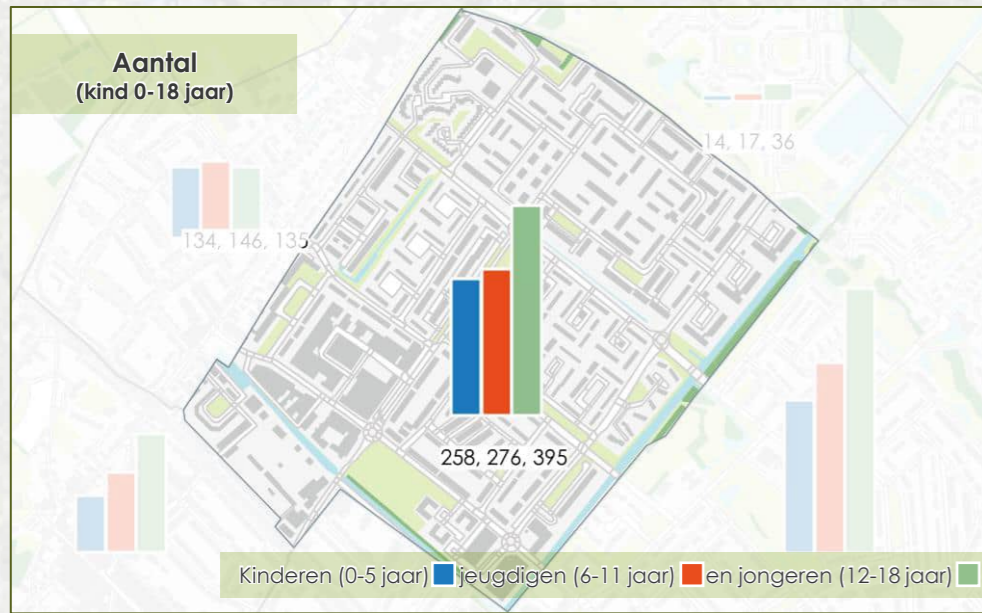 Aantal
(kind 0-18 jaar)
14, 17, 36
134, 146, 135
258, 276, 395
Kinderen (0-5 jaar) jeugdigen (6-11 jaar) en jongeren (12-18 jaar)